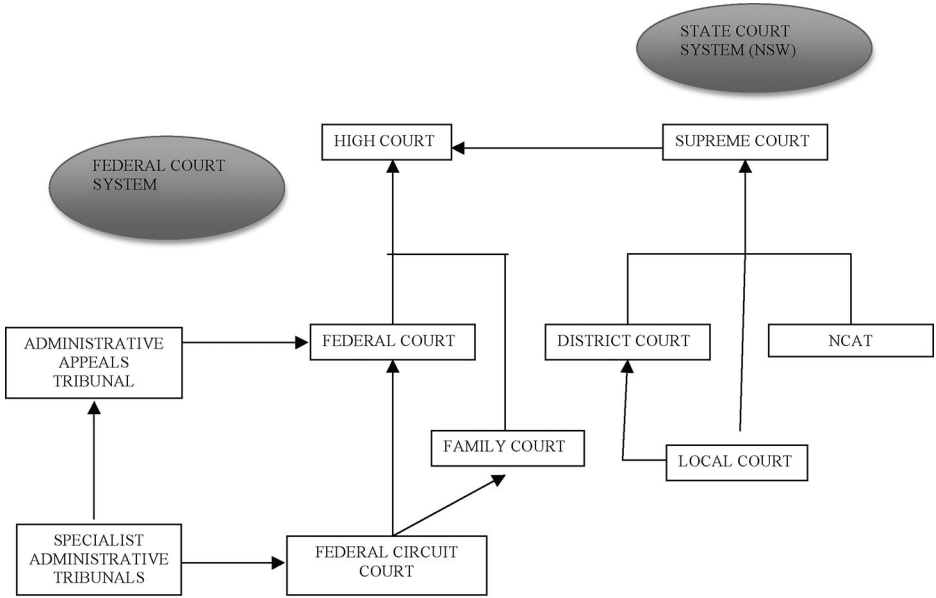 STATE COURT
SYSTEM (NSW)
HIGH COURT
SUPREME COURT
FEDERAL COURT
SYSTEM
ADMINISTRATIVE
APPEALS
TRIBUNAL
FEDERAL COURT
DISTRICT COURT
NCAT
FAMILY COURT
LOCAL COURT
SPECIALIST
ADMINISTRATIVE
TRIBUNALS
FEDERAL CIRCUIT
COURT